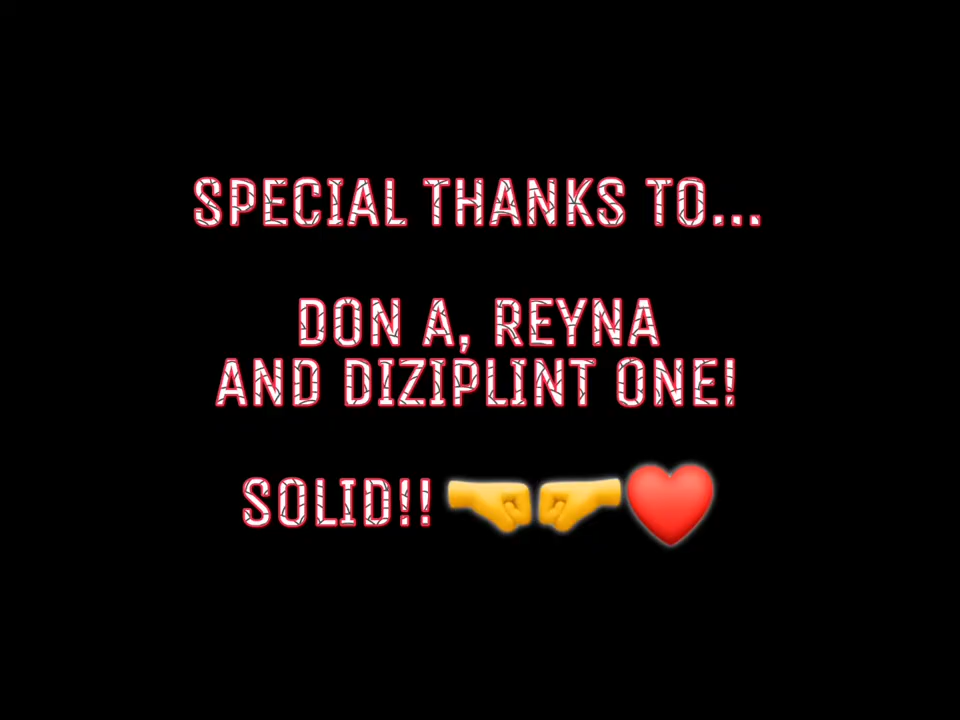 SPECIAL THANKS TO...
DON A, REYNA
AND DIZIPLINT ONE!
SOLID!! 🤜🤛❤️